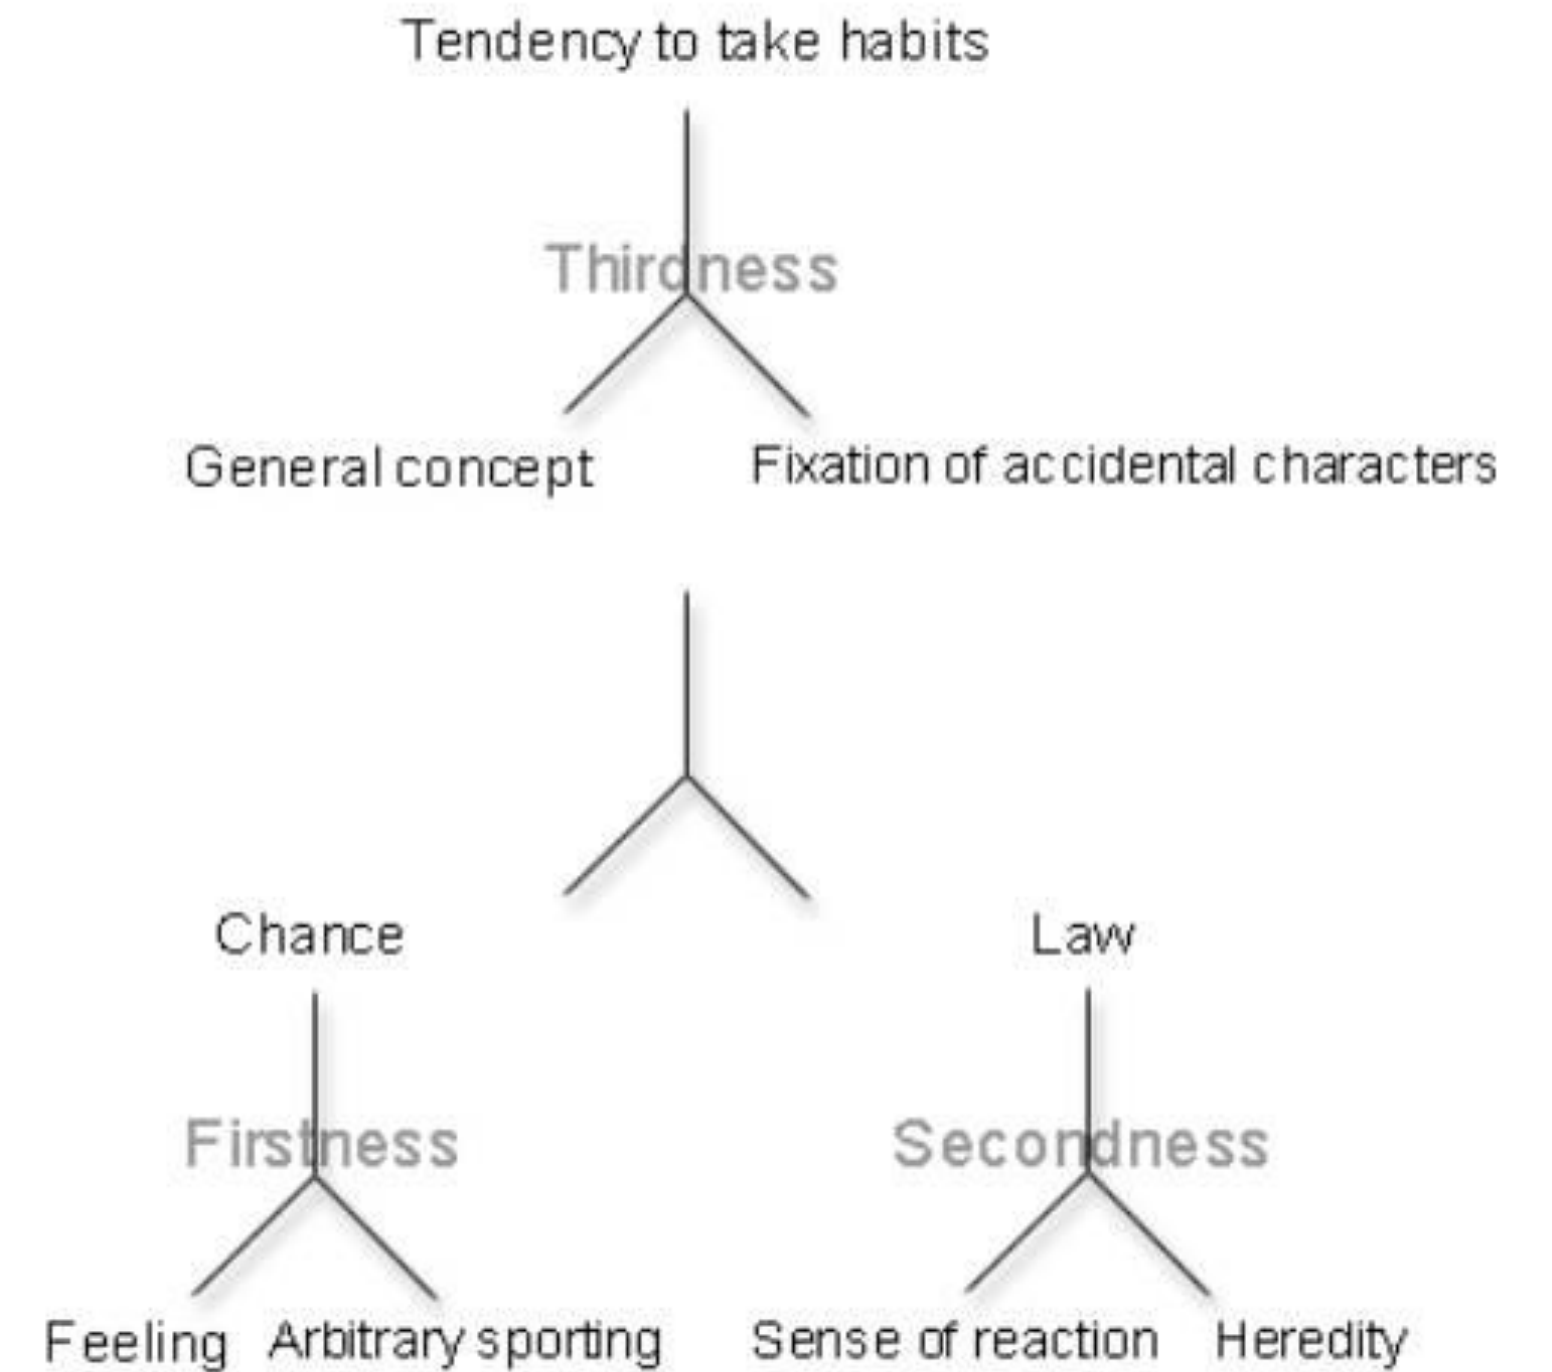 Tendency to take habits
Thirdness
General concept
Fixation of accidental characters
Chance
Law
Firstness
Secondness
Feeling
Arbitrary sporting
Sense of reaction
Heredity